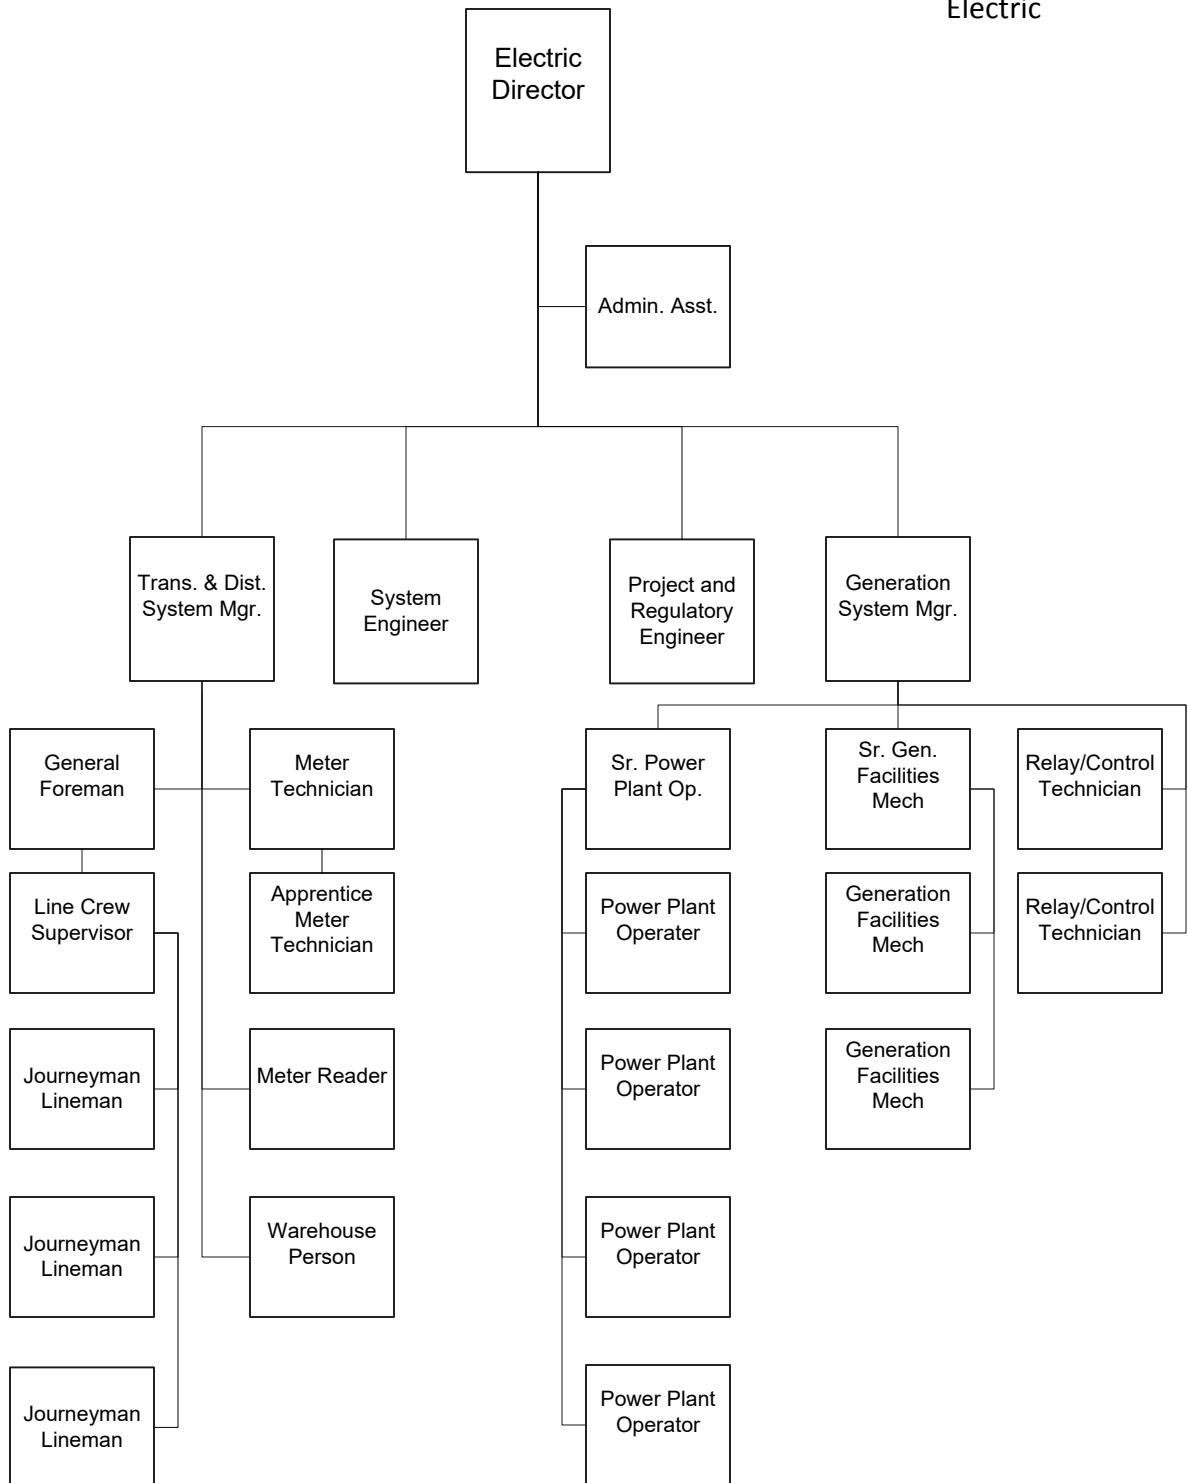 Electric
Electric
Director
Admin. Asst.
Trans. & Dist.
System Mgr.
System
Engineer
Project and
Regulatory
Engineer
Generation
System Mgr.
General
Foreman
Meter
Technician
Sr. Power
Plant Op.
Sr. Gen.
Facilities
Mech
Relay/Control
Technician
Line Crew
Supervisor
Apprentice
Meter
Technician
Power Plant
Operater
Generation
Facilities
Mech
Relay/Control
Technician
Journeyman
Lineman
Meter Reader
Power Plant
Operator
Generation
Facilities
Mech
Journeyman
Lineman
Warehouse
Person
Power Plant
Operator
Journeyman
Lineman
Power Plant
Operator